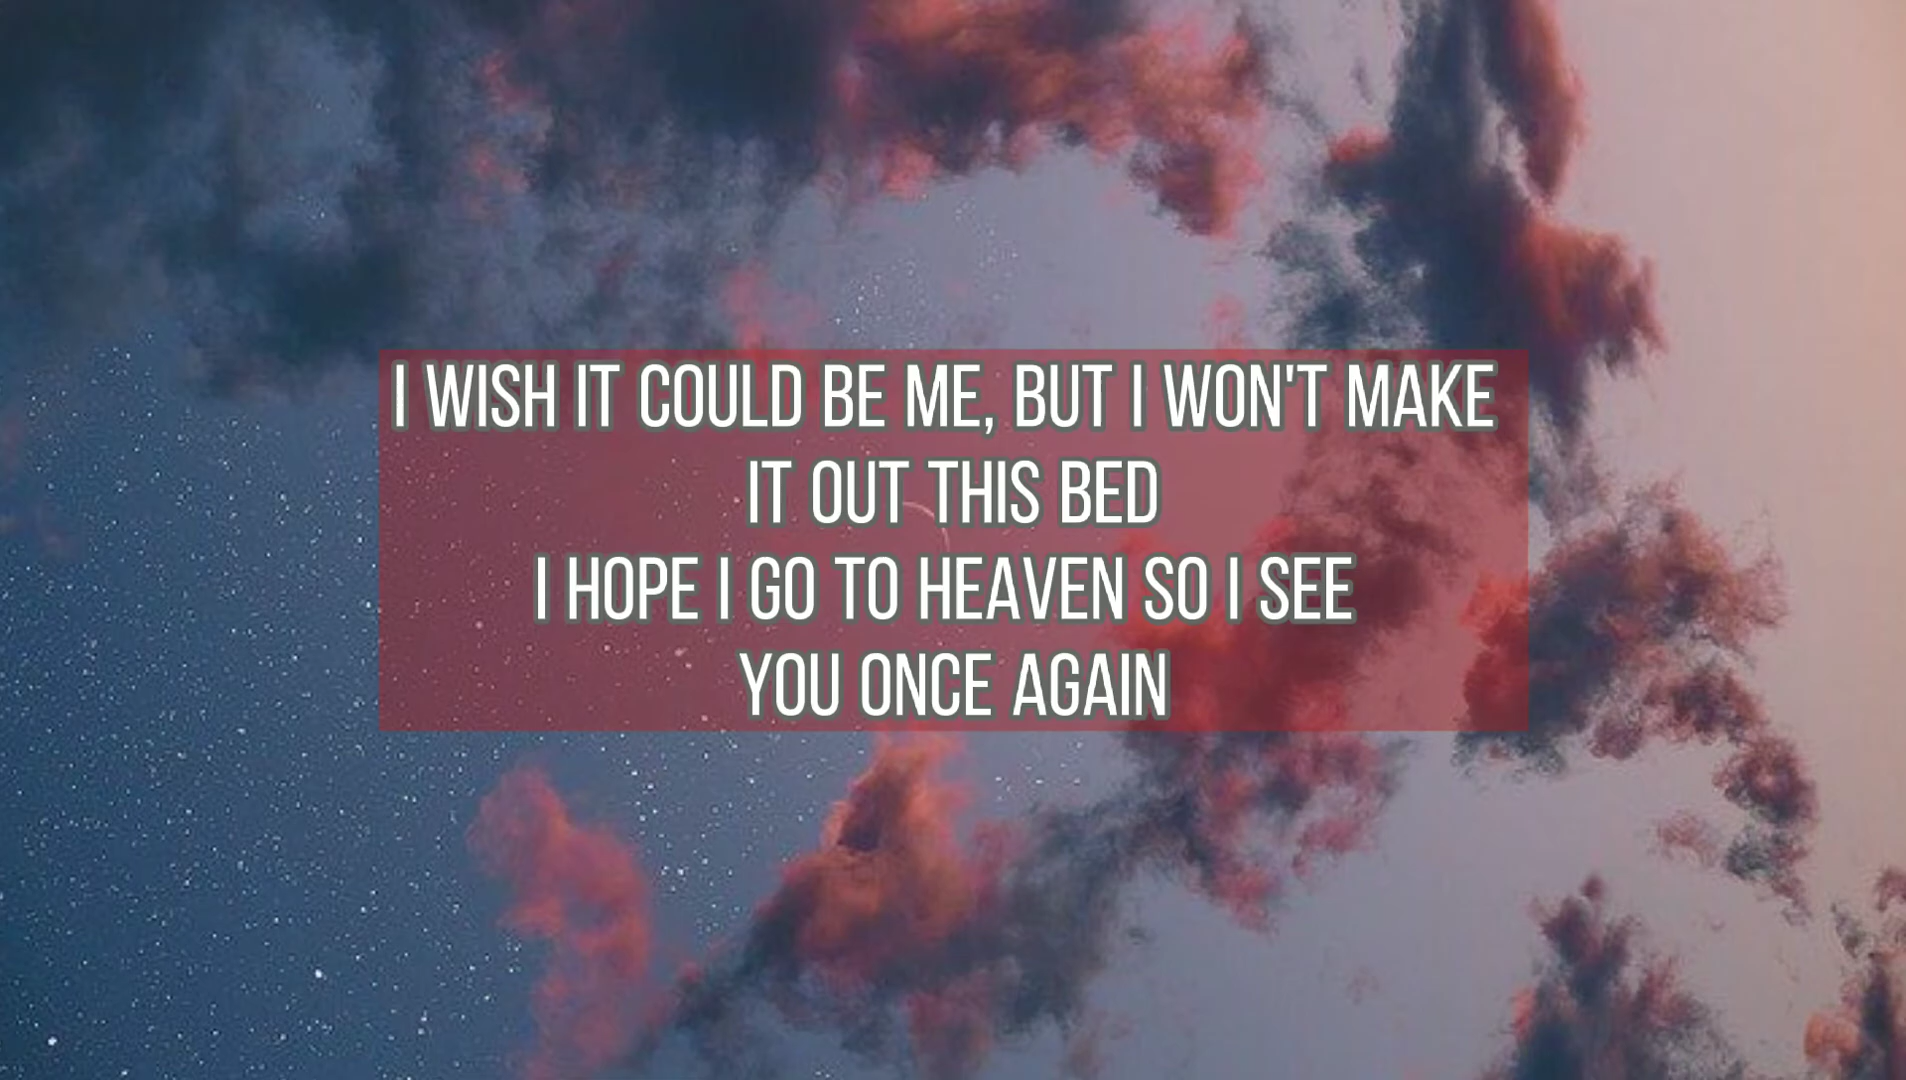 I WISH IT COULD BE ME, BUT I WON'T MAKE
IT OUT THIS BED
I HOPE I GO TO HEAVEN SO I SEE
YOU ONCE AGAIN